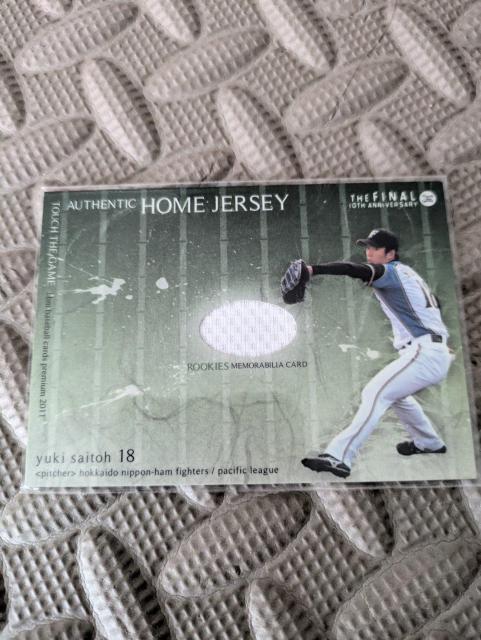 AUTHENTIC HOME JERSEY
THE FINAL
10TH ANNIVERSARY
TOUCH THE GAME
bbm baseball cards premium 2011
ROOKIES MEMORABILIA CARD
yuki saitoh 18
<pitcher> hokkaido nippon-ham fighters / pacific league